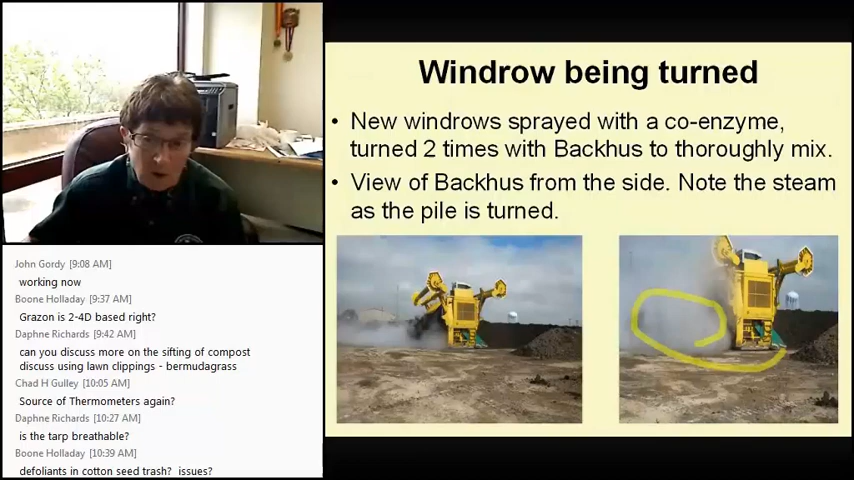 Windrow being turned
• New windrows sprayed with a co-enzyme,
turned 2 times with Backhus to thoroughly mix.
• View of Backhus from the side. Note the steam
as the pile is turned.
John Gordy [9:08 AM]
working now
Boone Holladay [9:37 AM]
Grazon is 2-4D based right?
Daphne Richards [9:42 AM]
can you discuss more on the sifting of compost
discuss using lawn clippings - bermudagrass
Chad H Gulley [10:05 AM]
Source of Thermometers again?
Daphne Richards [10:27 AM]
is the tarp breathable?
Boone Holladay [10:39 AM]
defoliants in cotton seed trash? issues?